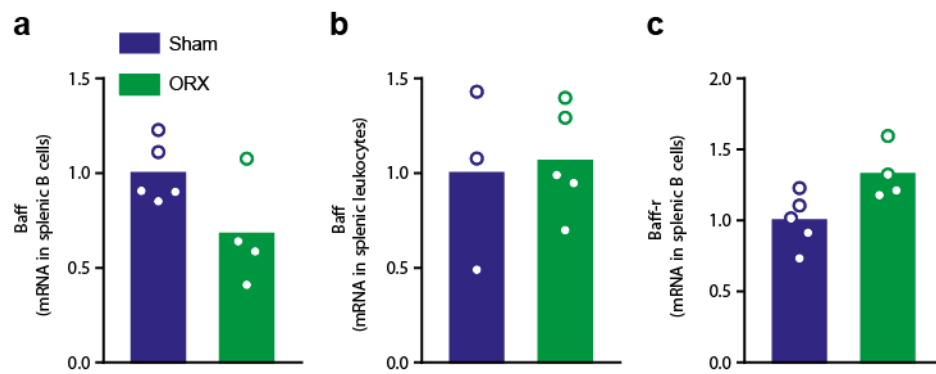 a
Sham
ORX
1.5
1.0
0.5
0.0
Baff
(mRNA in splenic B cells)
b
1.5
1.0
0.5
0.0
Baff
(mRNA in splenic leukocytes)
c
2.0
1.5
1.0
0.5
0.0
Baff-r
(mRNA in splenic B cells)